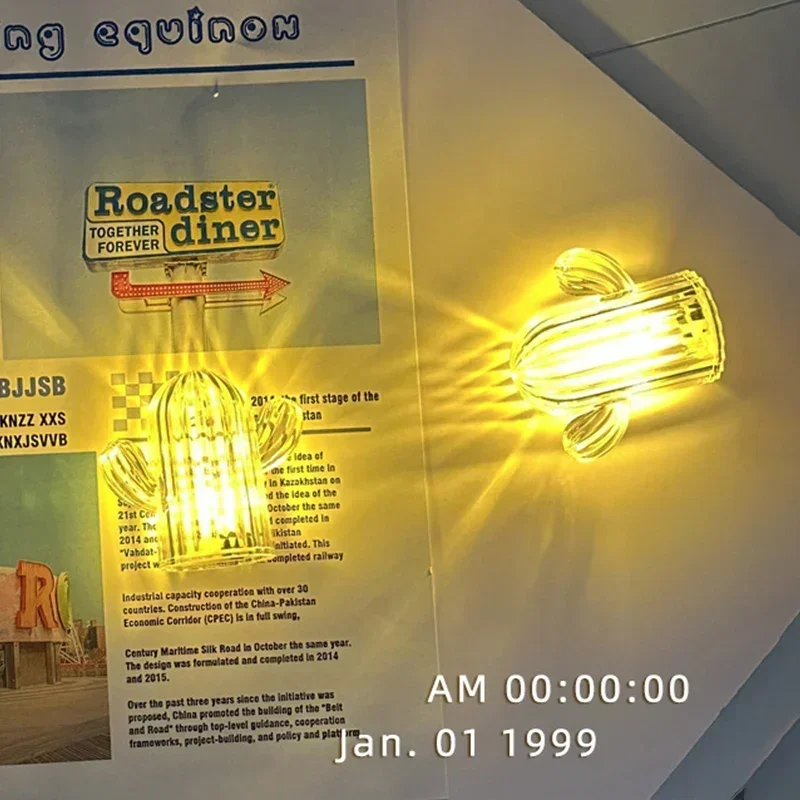 ng equinox
Roadster
diner
TOGETHER
FOREVER
BJJSB
KNZZ XXS
KNXJSVVB
first stage of the
stan
idea of
the first time in
in Kazakhstan on
the idea of the
21st October the same
year. The completed in
2014 and
"Vahdat- initiated. This
project completed railway
Industrial capacity cooperation with over 30
countries. Construction of the China-Pakistan
Economic Corridor (CPEC) is in full swing,
Century Maritime Silk Road in October the same year.
The design was formulated and completed in 2014
and 2015.
Over the past three years since the initiative was
proposed, China promoted the building of the "Belt
and Road" through top-level guidance, cooperation
frameworks, project-building, and policy and platform
R
AM 00:00:00
Jan. 01 1999